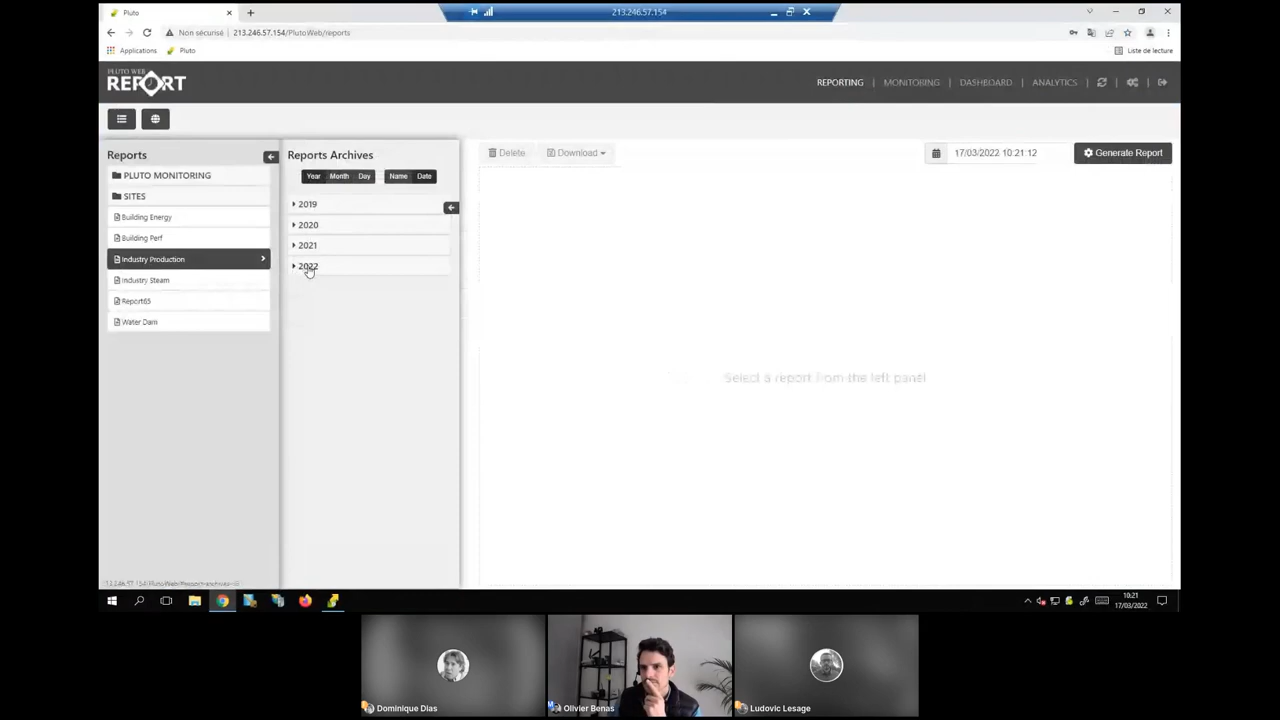 Pluto
213.246.57.154
Non sécurisé
213.246.57.154/PlutoWeb/reports
Applications
Pluto
Liste de lecture
PLUTO WEB
REPORT
REPORTING
MONITORING
DASHBOARD
ANALYTICS
Reports
PLUTO MONITORING
SITES
Building Energy
Building Perf
Industry Production
Industry Steam
Report65
Water Dam
Reports Archives
Year Month Day Name Date
2019
2020
2021
2022
Delete
Download
17/03/2022 10:21:12
Generate Report
Select a report from the left panel
10:21
17/03/2022
Dominique Dias
Olivier Benas
Ludovic Lesage